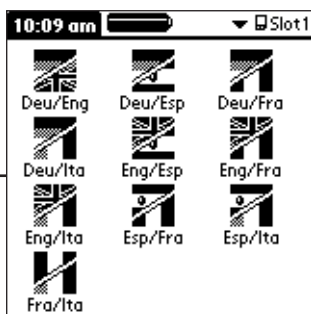 10:09 am Slot1
Deu/Eng Deu/Esp Deu/Fra
Deu/Ita Eng/Esp Eng/Fra
Eng/Ita Esp/Fra Esp/Ita
Fra/Ita